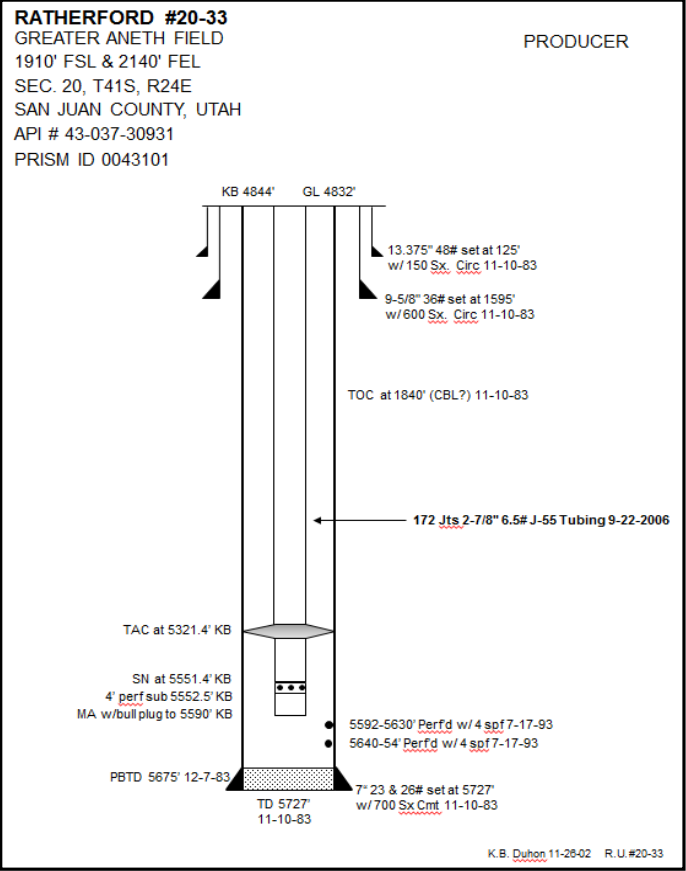 RATHERFORD #20-33
GREATER ANETH FIELD
1910' FSL & 2140' FEL
SEC. 20, T41S, R24E
SAN JUAN COUNTY, UTAH
API # 43-037-30931
PRISM ID 0043101
PRODUCER
KB 4844' GL 4832'
13.375" 48# set at 125'
w/ 150 Sx. Circ 11-10-83
9-5/8" 36# set at 1595'
w/ 600 Sx. Circ 11-10-83
TOC at 1840' (CBL?) 11-10-83
172 Jts 2-7/8" 6.5# J-55 Tubing 9-22-2006
TAC at 5321.4' KB
SN at 5551.4' KB
4' perf sub 5552.5' KB
MA w/bull plug to 5590' KB
5592-5630' Perf'd w/ 4 spf 7-17-93
5640-54' Perf'd w/ 4 spf 7-17-93
PBTD 5675' 12-7-83
7" 23 & 26# set at 5727'
w/ 700 Sx Cmt 11-10-83
TD 5727'
11-10-83
K.B. Duhon 11-26-02 R.U. #20-33